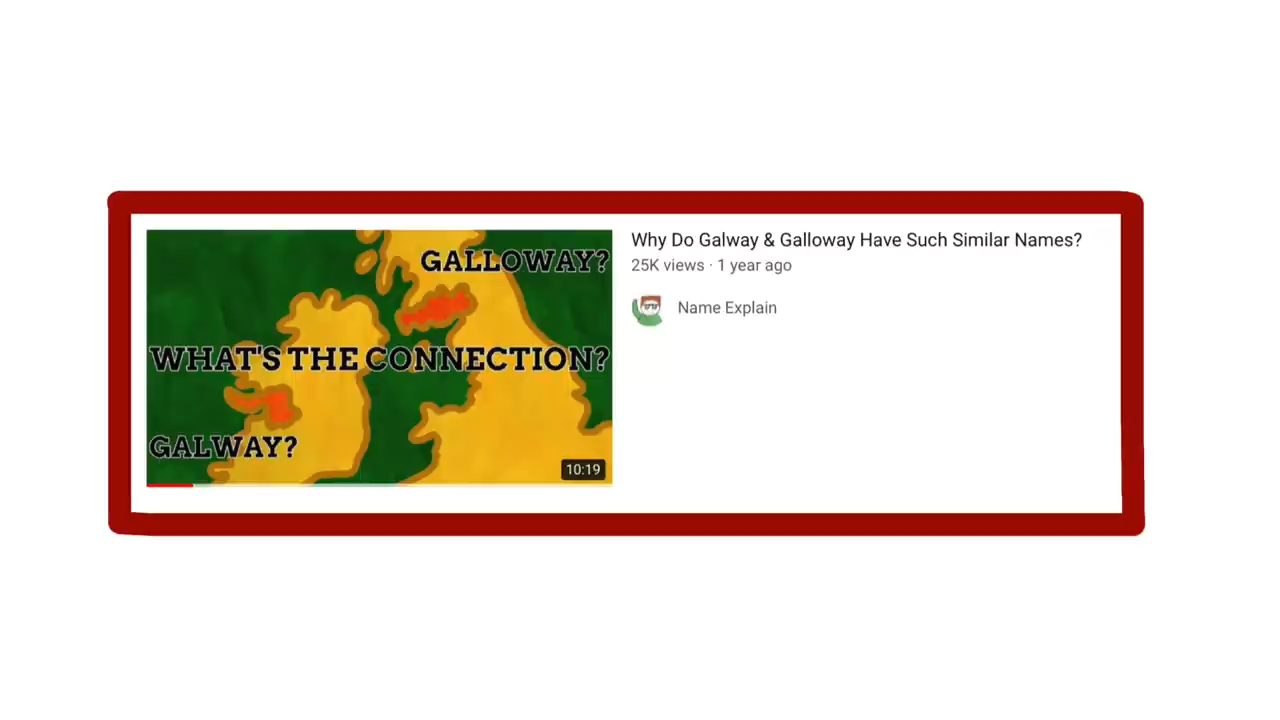 GALLOWAY?
WHAT'S THE CONNECTION?
GALWAY?
10:19
Why Do Galway & Galloway Have Such Similar Names?
25K views · 1 year ago
Name Explain